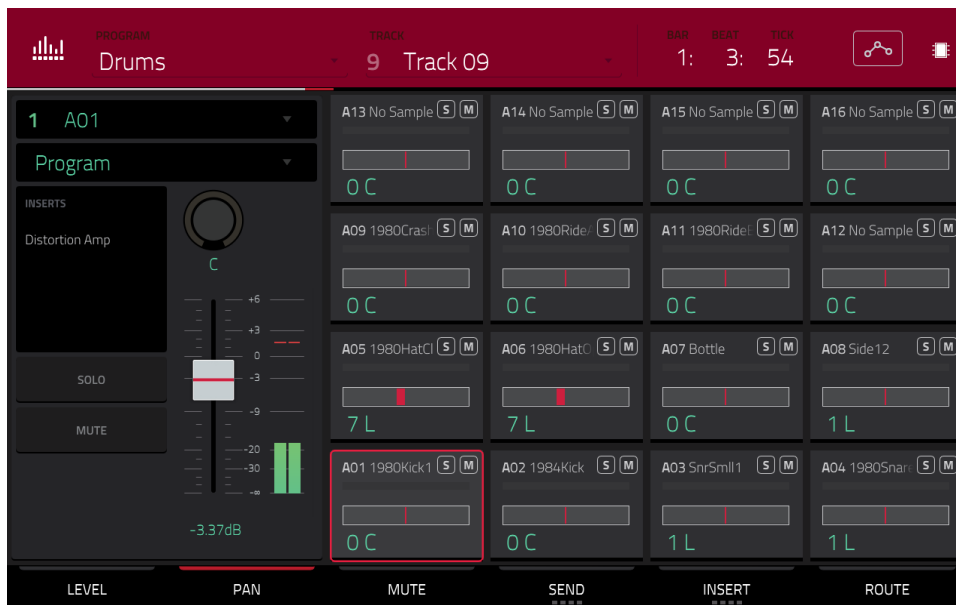 PROGRAM TRACK BAR BEAT TICK
Drums 9 Track 09 1: 3: 54
1 A01
Program
INSERTS
Distortion Amp
C
+6
+3
0
-3
-9
-20
-30
-∞
SOLO
MUTE
-3.37dB
A13 No Sample S M A14 No Sample S M A15 No Sample S M A16 No Sample S M
0 C 0 C 0 C 0 C
A09 1980Crash S M A10 1980Ride S M A11 1980Ride S M A12 No Sample S M
0 C 0 C 0 C 0 C
A05 1980HatCl S M A06 1980HatO S M A07 Bottle S M A08 Side12 S M
7 L 7 L 0 C 1 L
A01 1980Kick1 S M A02 1984Kick S M A03 SnrSmll1 S M A04 1980Snare S M
0 C 0 C 1 L 1 L
LEVEL PAN MUTE SEND INSERT ROUTE